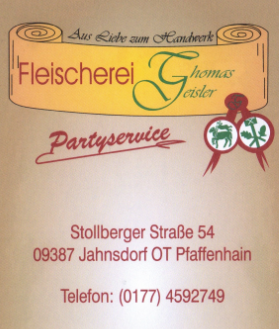 Aus Liebe zum Handwerk
Fleischerei Thomas Geisler
Partyservice
Stollberger Straße 54
09387 Jahnsdorf OT Pfaffenhain
Telefon: (0177) 4592749